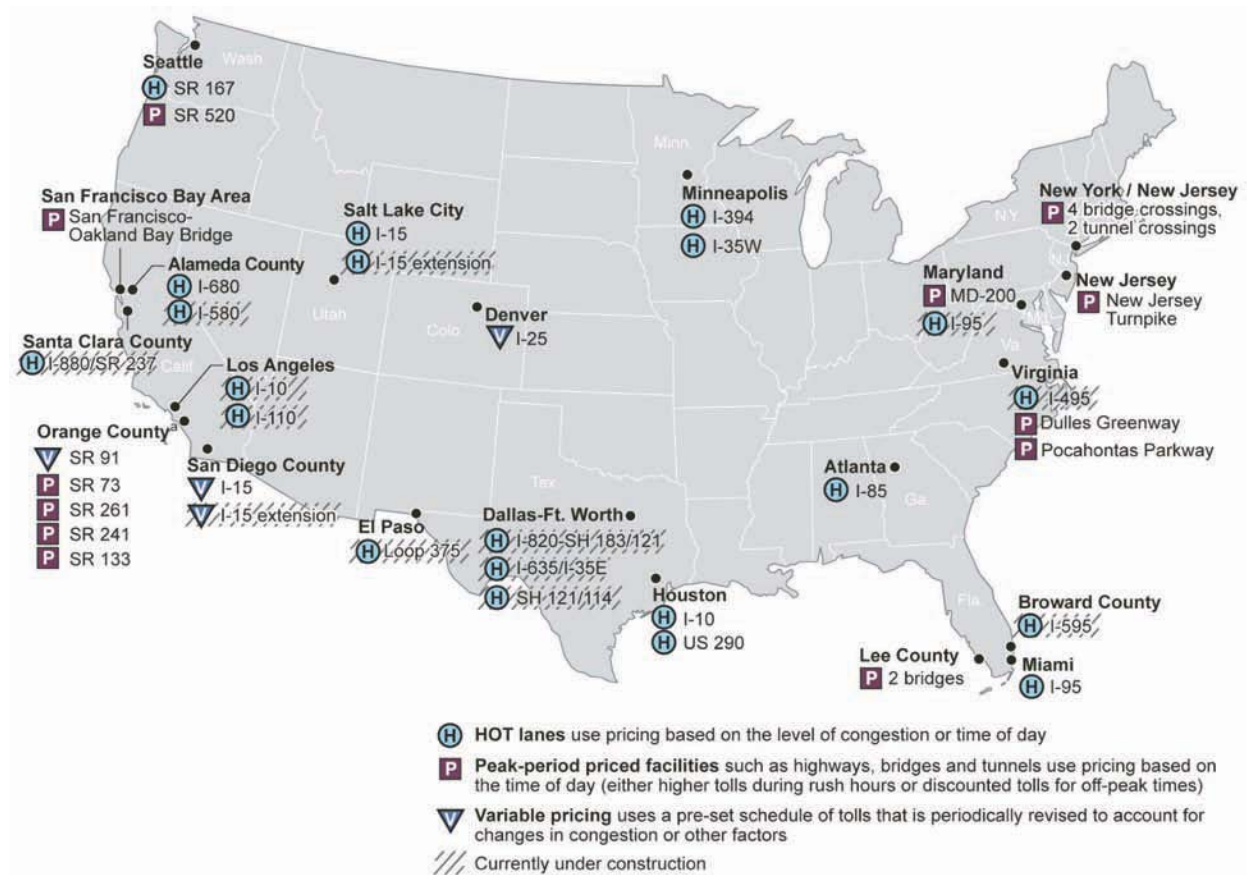 Wash.
Seattle
H SR 167
P SR 520
San Francisco Bay Area
P San Francisco-
Oakland Bay Bridge
Alameda County
H I-680
H I-580
Santa Clara County
H I-880/SR 237
Calif.
Salt Lake City
H I-15
H I-15 extension
Utah
Colo.
Denver
V I-25
Los Angeles
H I-10
H I-110
Orange Countyª
V SR 91
P SR 73
P SR 261
P SR 241
P SR 133
San Diego County
V I-15
V I-15 extension
El Paso
H Loop 375
Tex.
Dallas-Ft. Worth
H I-820-SH 183/121
H I-635/I-35E
H SH 121/114
Houston
H I-10
H US 290
Minn.
Minneapolis
H I-394
H I-35W
N.Y.
New York / New Jersey
P 4 bridge crossings,
2 tunnel crossings
N.J.
New Jersey
P New Jersey
Turnpike
Maryland
P MD-200
H I-95
Md.
Va.
Virginia
H I-495
P Dulles Greenway
P Pocahontas Parkway
Atlanta
H I-85
Ga.
Fla.
Broward County
H I-595
Lee County
P 2 bridges
Miami
H I-95
H HOT lanes use pricing based on the level of congestion or time of day
P Peak-period priced facilities such as highways, bridges and tunnels use pricing based on
the time of day (either higher tolls during rush hours or discounted tolls for off-peak times)
V Variable pricing uses a pre-set schedule of tolls that is periodically revised to account for
changes in congestion or other factors
Currently under construction